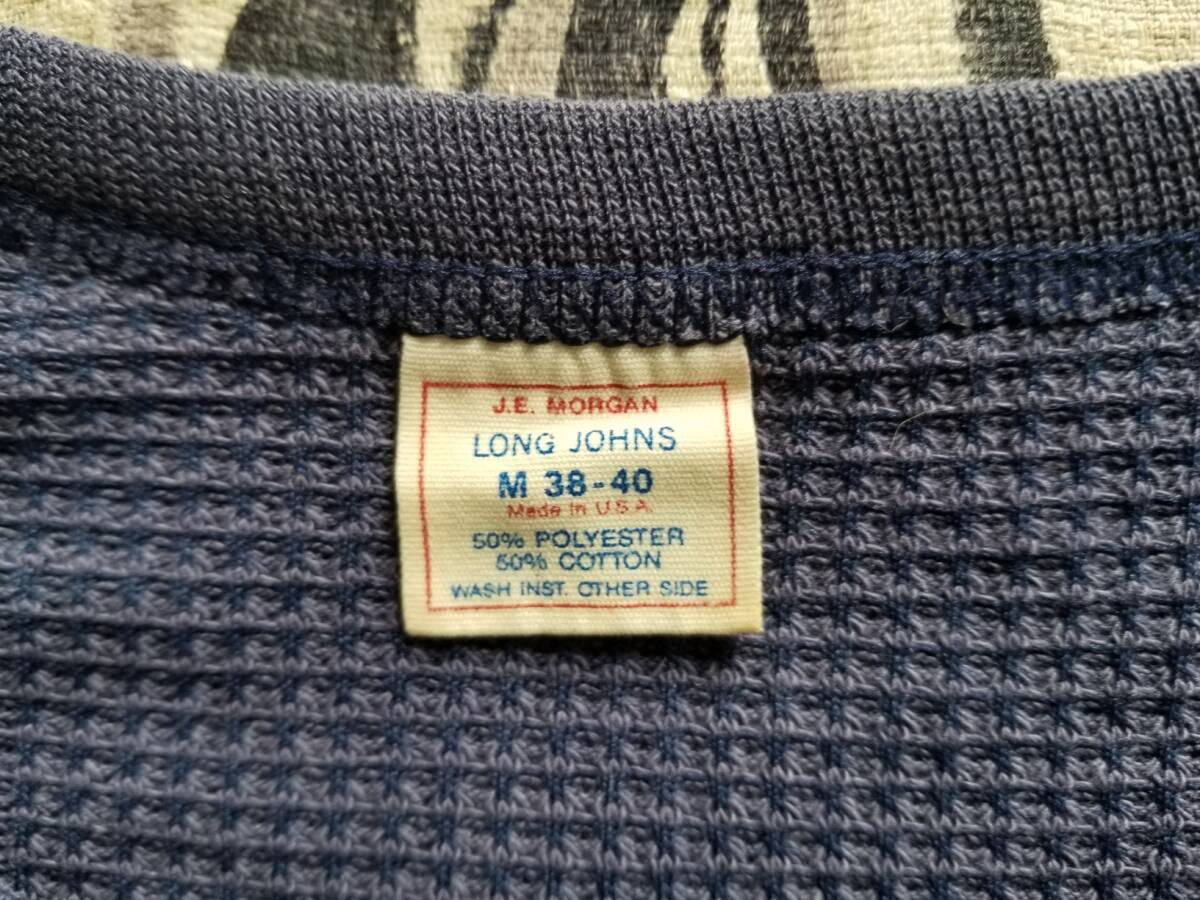 J.E. MORGAN
LONG JOHNS
M 38-40
Made in U.S.A.
50% POLYESTER
50% COTTON
WASH INST. OTHER SIDE